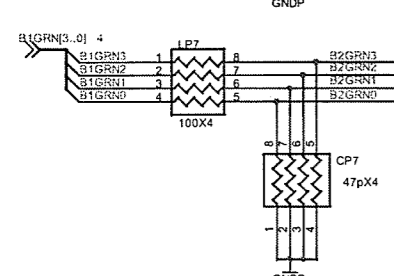 GNDP
B1GRN[3..0] 4
LP7
B1GRN3 1 8 B2GRN3
B1GRN2 2 7 B2GRN2
B1GRN1 3 6 B2GRN1
B1GRN0 4 5 B2GRN0
100X4
8 7 6 5
CP7
47pX4
1 2 3 4